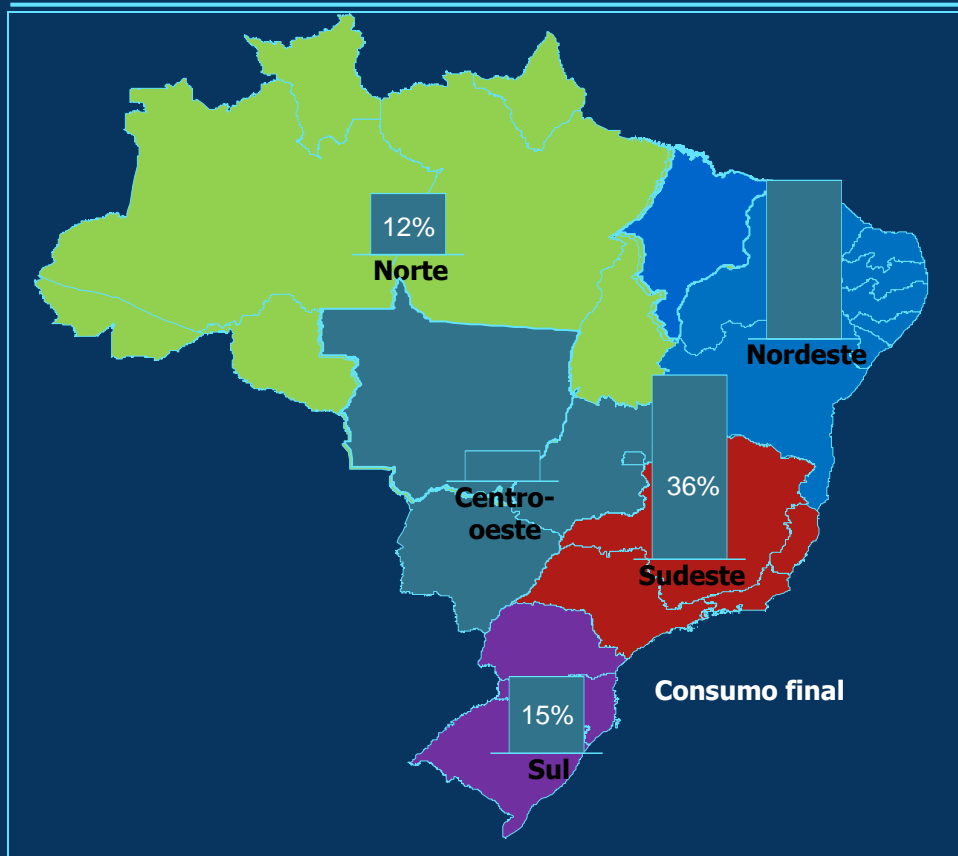 12%
Norte
Nordeste
36%
Centro-
oeste
Sudeste
Consumo final
15%
Sul